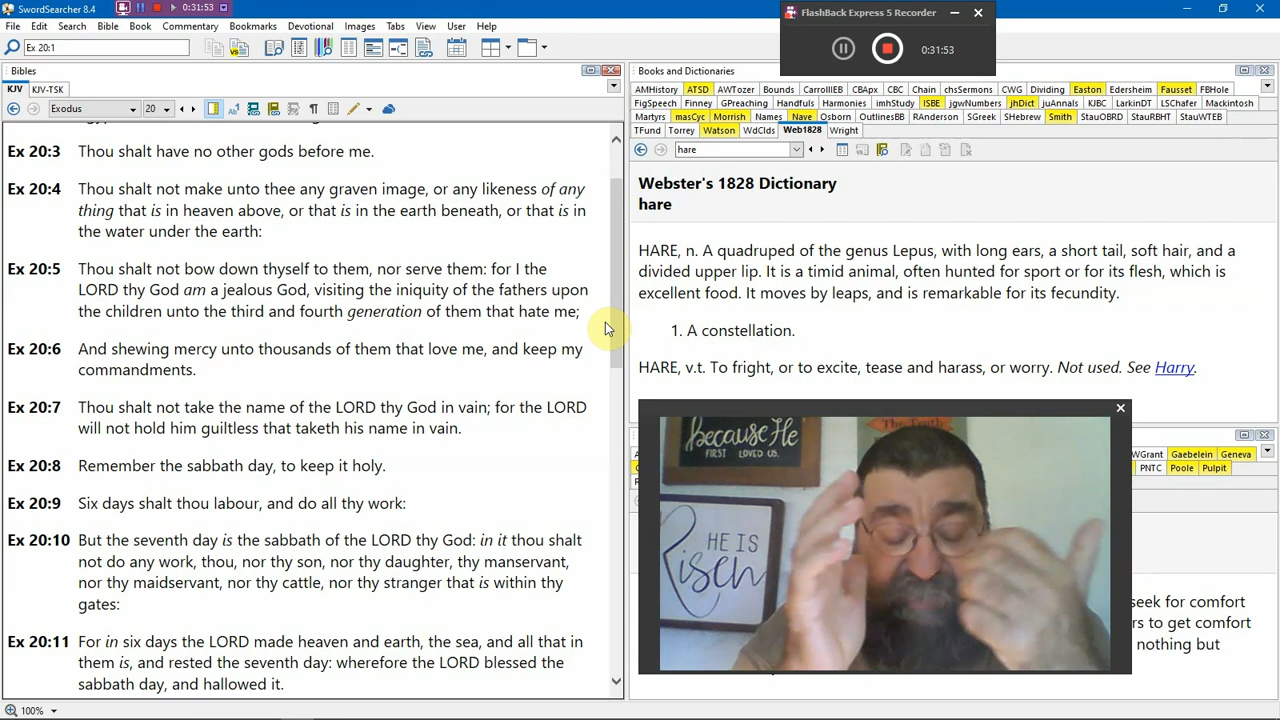 SwordSearcher 8.4
0:31:53
FlashBack Express 5 Recorder
0:31:53
File Edit Search Bible Book Commentary Bookmarks Devotional Images Tabs View User Help
Ex 20:1
Bibles
KJV KJV-TSK
Exodus 20
Ex 20:3 Thou shalt have no other gods before me.
Ex 20:4 Thou shalt not make unto thee any graven image, or any likeness of any
thing that is in heaven above, or that is in the earth beneath, or that is in
the water under the earth:
Ex 20:5 Thou shalt not bow down thyself to them, nor serve them: for I the
LORD thy God am a jealous God, visiting the iniquity of the fathers upon
the children unto the third and fourth generation of them that hate me;
Ex 20:6 And shewing mercy unto thousands of them that love me, and keep my
commandments.
Ex 20:7 Thou shalt not take the name of the LORD thy God in vain; for the LORD
will not hold him guiltless that taketh his name in vain.
Ex 20:8 Remember the sabbath day, to keep it holy.
Ex 20:9 Six days shalt thou labour, and do all thy work:
Ex 20:10 But the seventh day is the sabbath of the LORD thy God: in it thou shalt
not do any work, thou, nor thy son, nor thy daughter, thy manservant,
nor thy maidservant, nor thy cattle, nor thy stranger that is within thy
gates:
Ex 20:11 For in six days the LORD made heaven and earth, the sea, and all that in
them is, and rested the seventh day: wherefore the LORD blessed the
sabbath day, and hallowed it.
100%
Books and Dictionaries
AMHistory ATSD AWTozer Bounds CarrollEB CBApx CBC Chain chsSermons CWG Dividing Easton Edersheim Fausset FBHole
FigSpeech Finney GPreaching Handfuls Harmonies imhStudy ISBE jgwNumbers jhDict juAnnals KJBC LarkinDT LSChafer Mackintosh
Martyrs masCyc Morrish Names Nave Osborn OutlinesBB RAnderson SGreek SHebrew Smith StauOBRD StauRBHT StauWTEB
TFund Torrey Watson WdClds Web1828 Wright
hare
Webster's 1828 Dictionary
hare
HARE, n. A quadruped of the genus Lepus, with long ears, a short tail, soft hair, and a
divided upper lip. It is a timid animal, often hunted for sport or for its flesh, which is
excellent food. It moves by leaps, and is remarkable for its fecundity.
1. A constellation.
HARE, v.t. To fright, or to excite, tease and harass, or worry. Not used. See Harry.
WGrant Gaebelein Geneva
PNTC Poole Pulpit
because He
FIRST LOVED US.
The Truth
HE IS
Risen
seek for comfort
rs to get comfort
nothing but